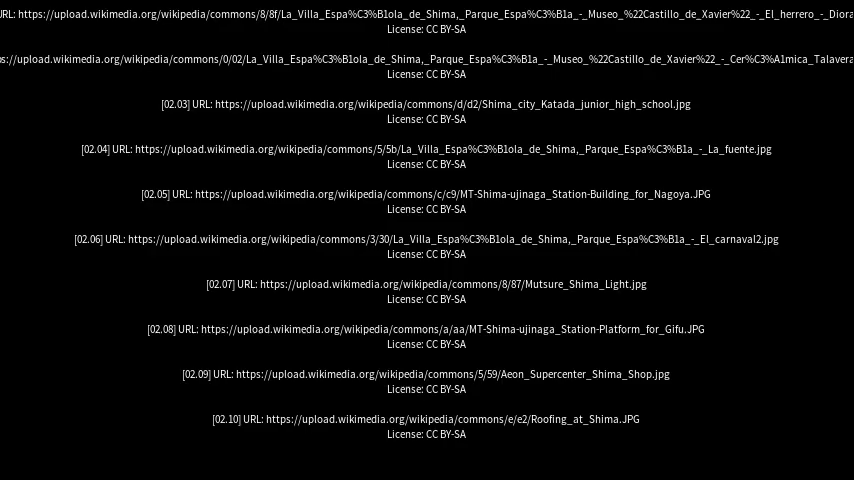 URL: https://upload.wikimedia.org/wikipedia/commons/8/8f/La_Villa_Espa%C3%B1ola_de_Shima,_Parque_Espa%C3%B1a_-_Museo_%22Castillo_de_Xavier%22_-_El_herrero_-_Diora
License: CC BY-SA
s://upload.wikimedia.org/wikipedia/commons/0/02/La_Villa_Espa%C3%B1ola_de_Shima,_Parque_Espa%C3%B1a_-_Museo_%22Castillo_de_Xavier%22_-_Cer%C3%A1mica_Talavera
License: CC BY-SA
[02.03] URL: https://upload.wikimedia.org/wikipedia/commons/d/d2/Shima_city_Katada_junior_high_school.jpg
License: CC BY-SA
[02.04] URL: https://upload.wikimedia.org/wikipedia/commons/5/5b/La_Villa_Espa%C3%B1ola_de_Shima,_Parque_Espa%C3%B1a_-_La_fuente.jpg
License: CC BY-SA
[02.05] URL: https://upload.wikimedia.org/wikipedia/commons/c/c9/MT-Shima-ujinaga_Station-Building_for_Nagoya.JPG
License: CC BY-SA
[02.06] URL: https://upload.wikimedia.org/wikipedia/commons/3/30/La_Villa_Espa%C3%B1ola_de_Shima,_Parque_Espa%C3%B1a_-_El_carnaval2.jpg
License: CC BY-SA
[02.07] URL: https://upload.wikimedia.org/wikipedia/commons/8/87/Mutsure_Shima_Light.jpg
License: CC BY-SA
[02.08] URL: https://upload.wikimedia.org/wikipedia/commons/a/aa/MT-Shima-ujinaga_Station-Platform_for_Gifu.JPG
License: CC BY-SA
[02.09] URL: https://upload.wikimedia.org/wikipedia/commons/5/59/Aeon_Supercenter_Shima_Shop.jpg
License: CC BY-SA
[02.10] URL: https://upload.wikimedia.org/wikipedia/commons/e/e2/Roofing_at_Shima.JPG
License: CC BY-SA